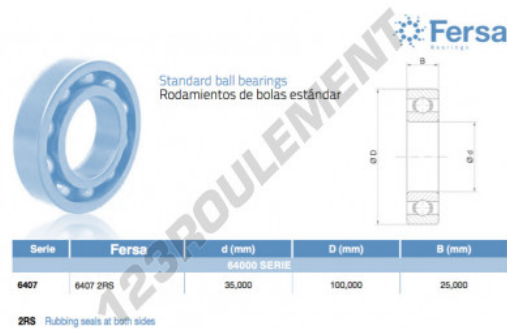 Fersa
Bearings
Standard ball bearings
Rodamientos de bolas estándar
B
Ø D
Ø d
123ROULEMENT
Serie Fersa d (mm) D (mm) B (mm)
64000 SERIE
6407 6407 2RS 35,000 100,000 25,000
2RS Rubbing seals at both sides